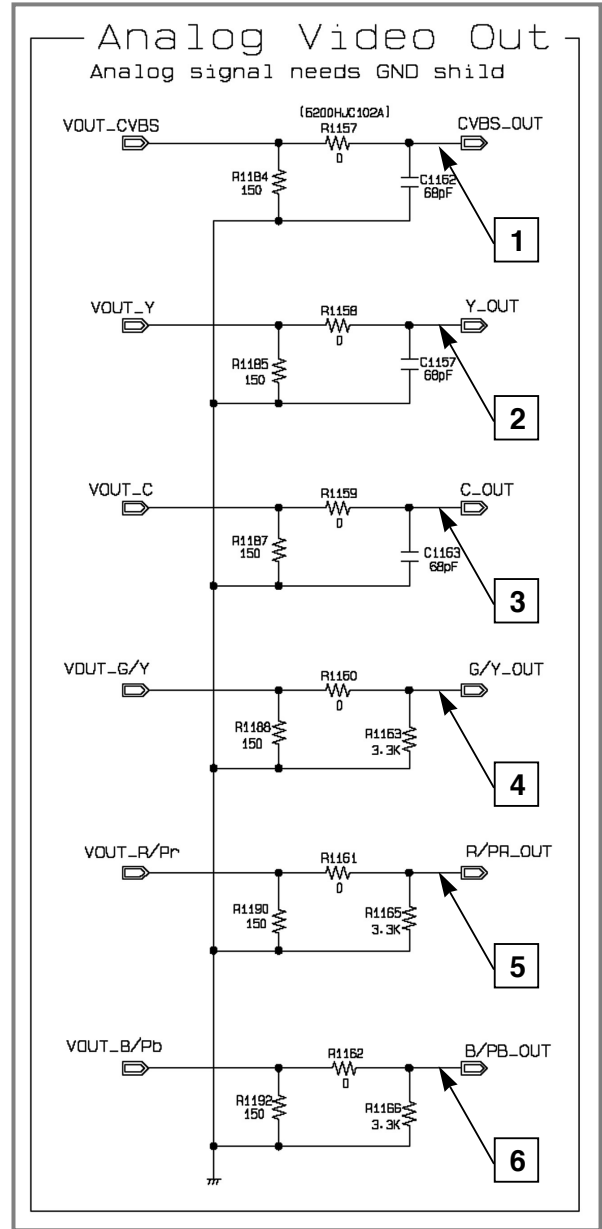 Analog Video Out
Analog signal needs GND shild
(6200HJC102A)
VOUT_CVBS
R1157
0
CVBS_OUT
R1184
150
C1162
68pF
1
VOUT_Y
R1158
0
Y_OUT
R1185
150
C1157
68pF
2
VOUT_C
R1159
0
C_OUT
R1187
150
C1163
68pF
3
VOUT_G/Y
R1160
0
G/Y_OUT
R1188
150
R1163
3.3K
4
VOUT_R/Pr
R1161
0
R/PR_OUT
R1190
150
R1165
3.3K
5
VOUT_B/Pb
R1162
0
B/PB_OUT
R1192
150
R1166
3.3K
6